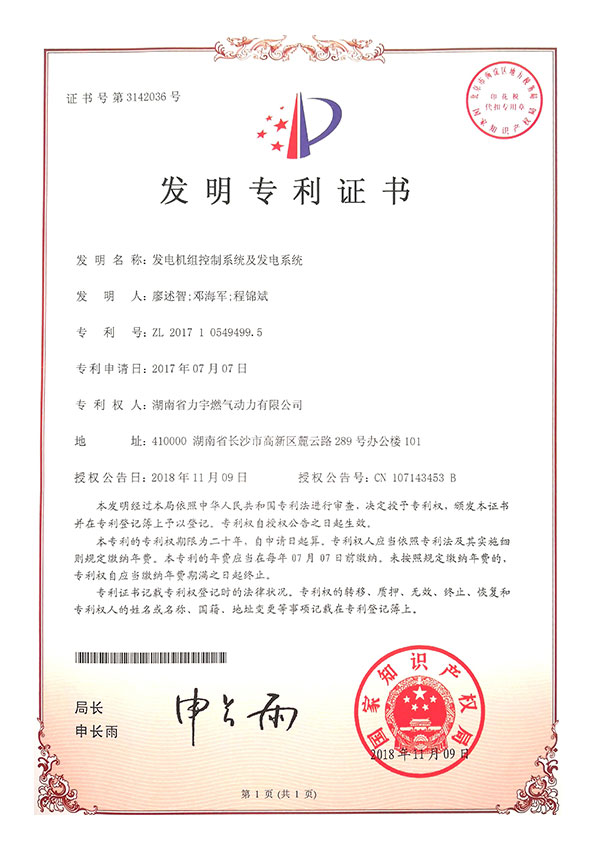 证书号第3142036号
印花税
代扣专用章
国家知识产权局
发明专利证书
发明名称：发电机组控制系统及发电系统
发明人：廖述智;邓海军;程锦斌
专利号：ZL 2017 1 0549499.5
专利申请日：2017年07月07日
专利权人：湖南省力宇燃气动力有限公司
地址：410000 湖南省长沙市高新区麓云路289号办公楼101
授权公告日：2018年11月09日 授权公告号：CN 107143453 B
本发明经过本局依照中华人民共和国专利法进行审查，决定授予专利权，颁发本证书
并在专利登记簿上予以登记。专利权自授权公告之日起生效。
本专利的专利权期限为二十年，自申请日起算。专利权人应当依照专利法及其实施细
则规定缴纳年费。本专利的年费应当在每年07月07日前缴纳。未按照规定缴纳年费的，
专利权自应当缴纳年费期满之日起终止。
专利证书记载专利权登记时的法律状况。专利权的转移、质押、无效、终止、恢复和
专利权人的姓名或名称、国籍、地址变更等事项记载在专利登记簿上。
局长
申长雨
申长雨
国家知识产权局
2018年11月09日
第1页(共1页)